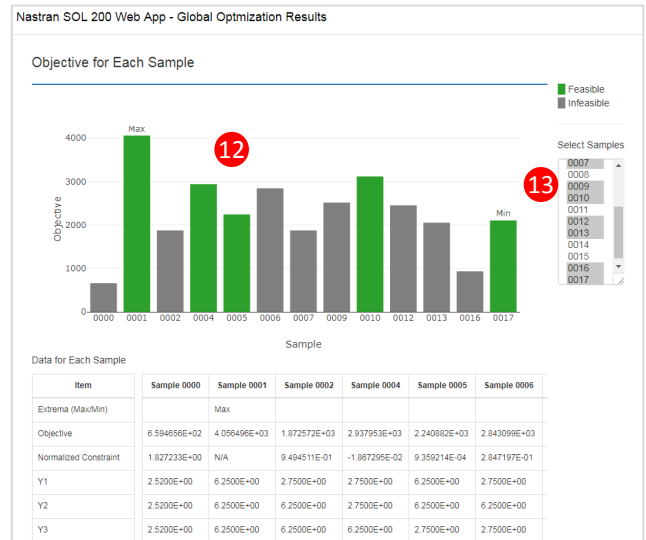 Nastran SOL 200 Web App - Global Optmization Results
Objective for Each Sample
Feasible
Infeasible
Max
12
4000
3000
2000
1000
0
Objective
Min
0000 0001 0002 0004 0005 0006 0007 0009 0010 0012 0013 0016 0017
Sample
Select Samples
13
0007
0008
0009
0010
0011
0012
0013
0014
0015
0016
0017
Data for Each Sample
Item Sample 0000 Sample 0001 Sample 0002 Sample 0004 Sample 0005 Sample 0006
Extrema (Max/Min) Max
Objective 6.594656E+02 4.056496E+03 1.872572E+03 2.937953E+03 2.240882E+03 2.843099E+03
Normalized Constraint 1.827233E+00 N/A 9.494511E-01 -1.867295E-02 9.359214E-04 2.847197E-01
Y1 2.5200E+00 6.2500E+00 2.7500E+00 2.7500E+00 6.2500E+00 2.7500E+00
Y2 2.5200E+00 6.2500E+00 2.7500E+00 2.7500E+00 6.2500E+00 2.7500E+00
Y3 2.5200E+00 6.2500E+00 6.2500E+00 6.2500E+00 2.7500E+00 2.7500E+00